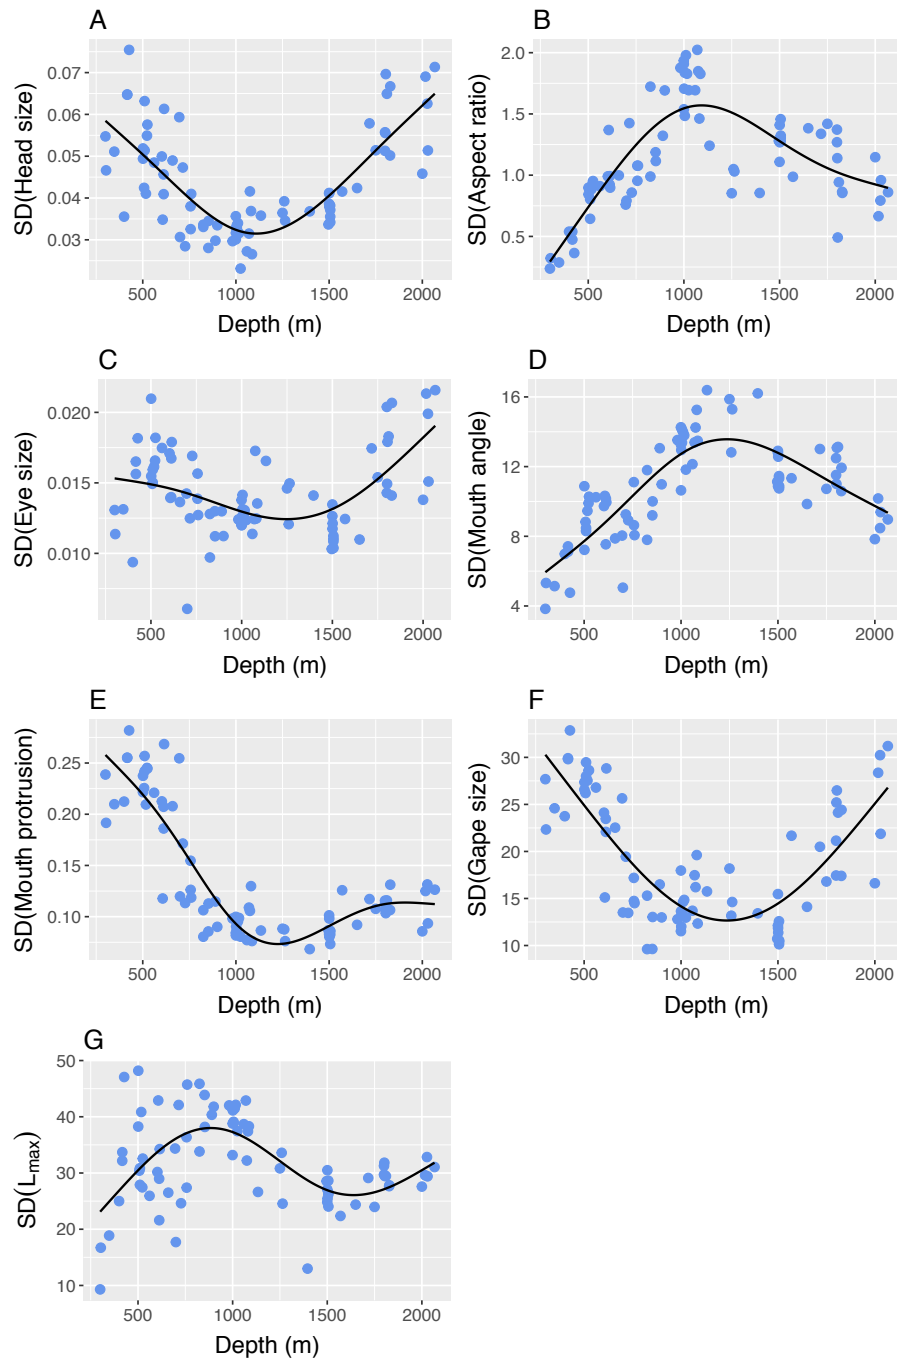 A
SD(Head size)
0.07
0.06
0.05
0.04
0.03
500 1000 1500 2000
Depth (m)
B
SD(Aspect ratio)
2.0
1.5
1.0
0.5
500 1000 1500 2000
Depth (m)
C
SD(Eye size)
0.020
0.015
0.010
500 1000 1500 2000
Depth (m)
D
SD(Mouth angle)
16
12
8
4
500 1000 1500 2000
Depth (m)
E
SD(Mouth protrusion)
0.25
0.20
0.15
0.10
500 1000 1500 2000
Depth (m)
F
SD(Gape size)
30
25
20
15
10
500 1000 1500 2000
Depth (m)
G
SD(Lmax)
50
40
30
20
10
500 1000 1500 2000
Depth (m)